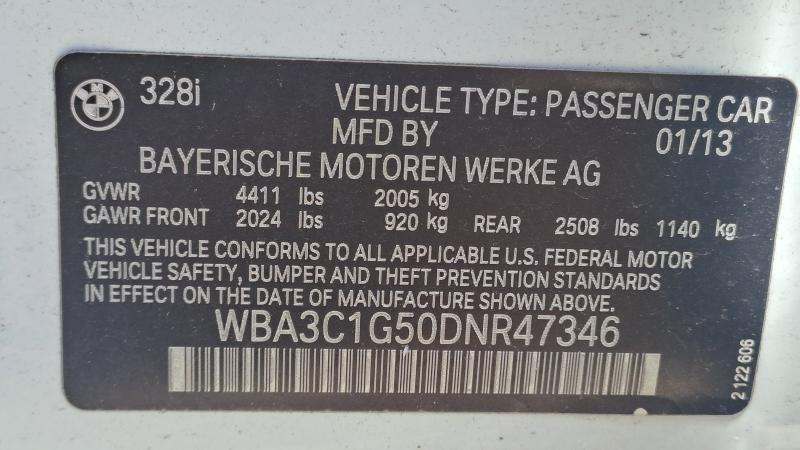 BMW
328i VEHICLE TYPE: PASSENGER CAR
MFD BY 01/13
BAYERISCHE MOTOREN WERKE AG
GVWR 4411 lbs 2005 kg
GAWR FRONT 2024 lbs 920 kg REAR 2508 lbs 1140 kg
THIS VEHICLE CONFORMS TO ALL APPLICABLE U.S. FEDERAL MOTOR
VEHICLE SAFETY, BUMPER AND THEFT PREVENTION STANDARDS
IN EFFECT ON THE DATE OF MANUFACTURE SHOWN ABOVE
WBA3C1G50DNR47346
2 122 606